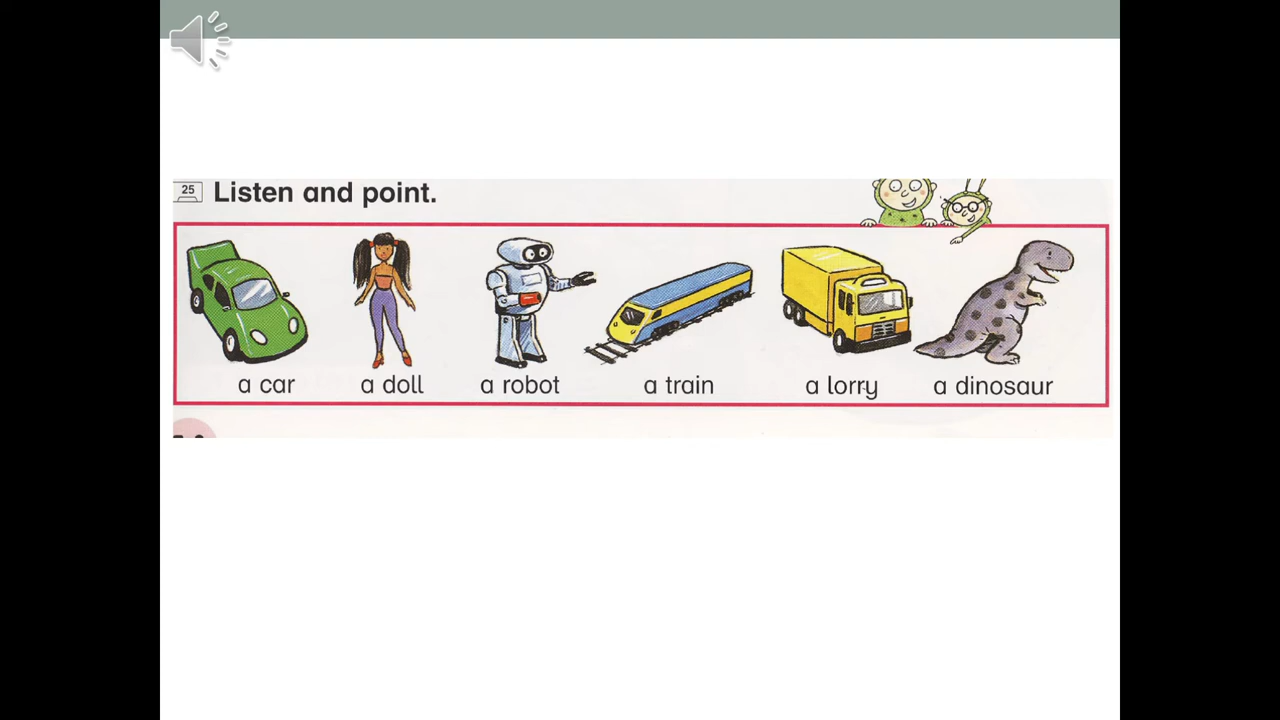 25 Listen and point.
a car a doll a robot a train a lorry a dinosaur